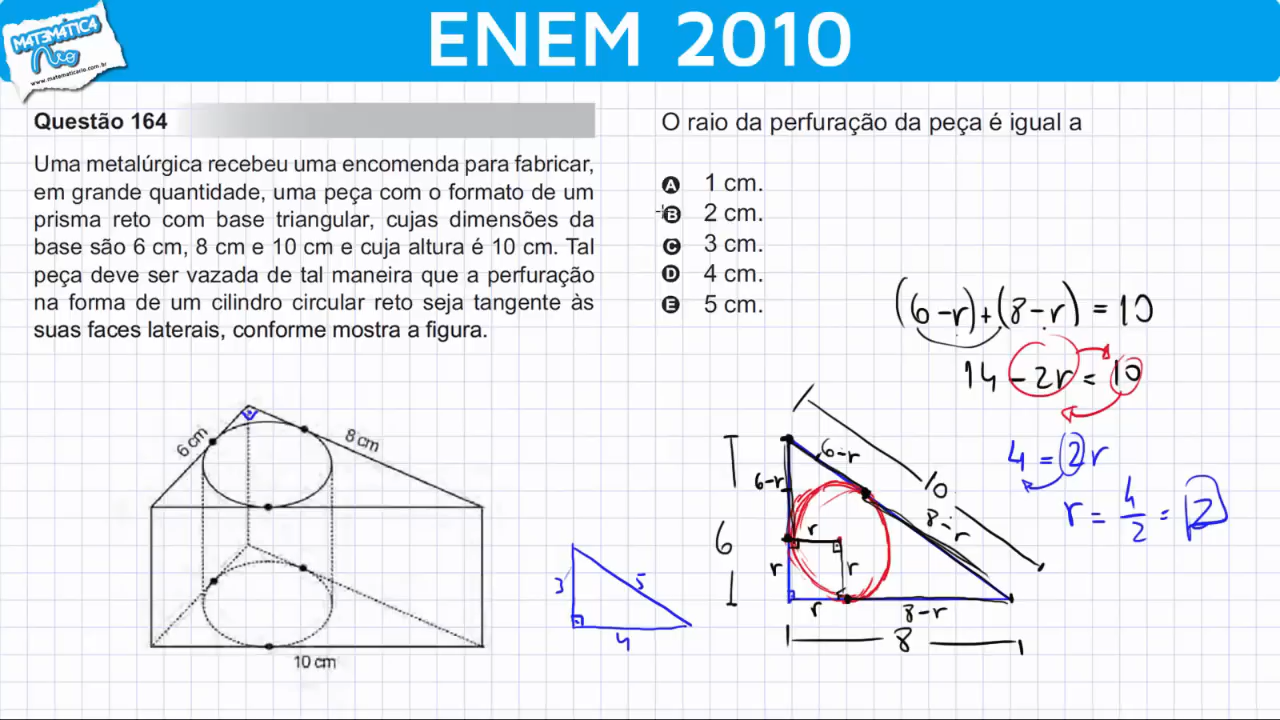 MATEMÁTICA
Rio
www.matematicario.com.br
ENEM 2010
Questão 164
Uma metalúrgica recebeu uma encomenda para fabricar,
em grande quantidade, uma peça com o formato de um
prisma reto com base triangular, cujas dimensões da
base são 6 cm, 8 cm e 10 cm e cuja altura é 10 cm. Tal
peça deve ser vazada de tal maneira que a perfuração
na forma de um cilindro circular reto seja tangente às
suas faces laterais, conforme mostra a figura.
6 cm
8 cm
10 cm
3
5
4
O raio da perfuração da peça é igual a
A 1 cm.
B 2 cm.
C 3 cm.
D 4 cm.
E 5 cm.
(6-r)+(8-r)=10
14-2r=10
4=2r
r=4/2=2
6-r
6-r
10
8-r
6
r
r
r
r
8-r
8